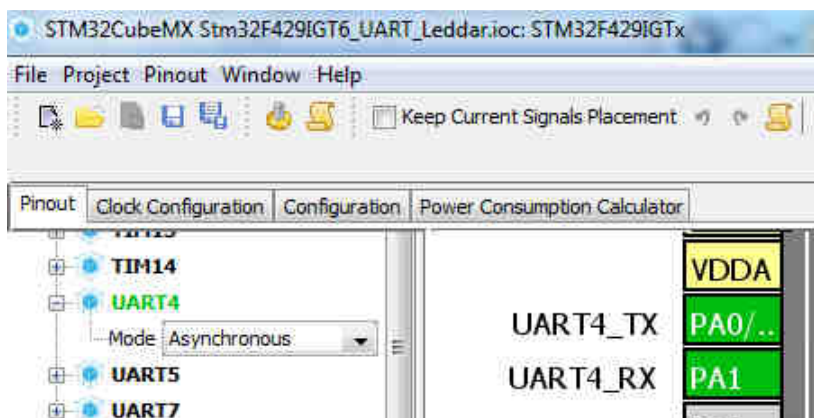 STM32CubeMX Stm32F429IGT6_UART_Leddar.ioc: STM32F429IGTx
File Project Pinout Window Help
Keep Current Signals Placement
Pinout Clock Configuration Configuration Power Consumption Calculator
TIM14
UART4
Mode Asynchronous
UART5
UART7
VDDA
UART4_TX PA0/..
UART4_RX PA1